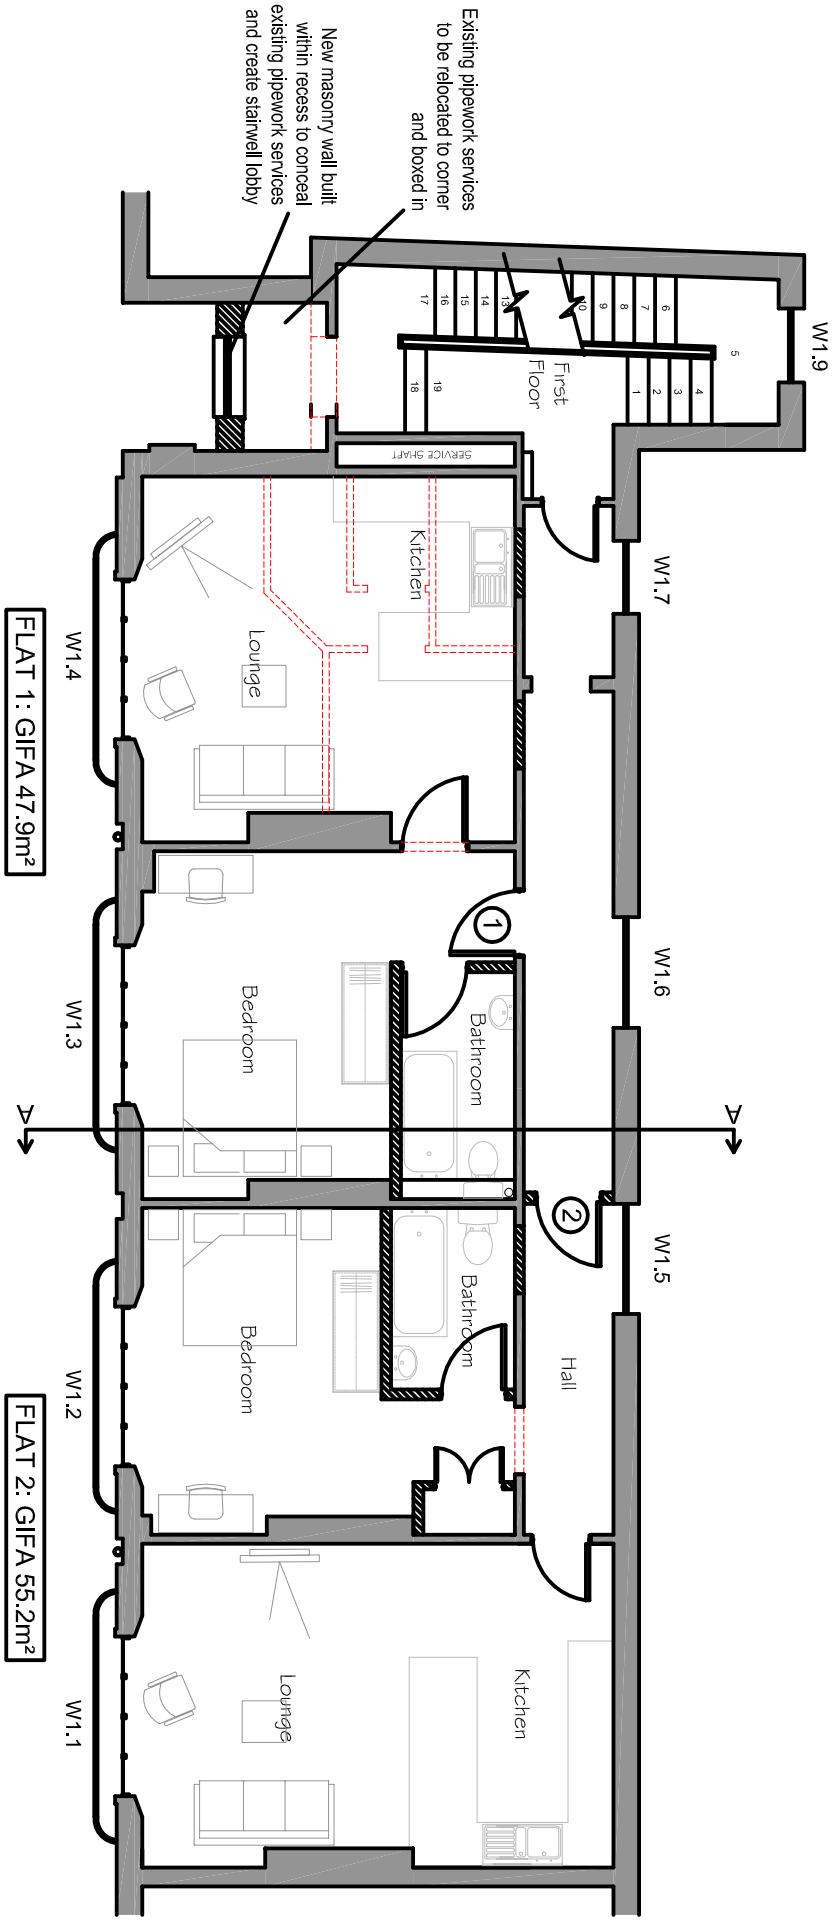 Existing pipework services
to be relocated to corner
and boxed in
New masonry wall built
within recess to conceal
existing pipework services
and create stairwell lobby
W1.9
W1.7
W1.6
W1.5
5
6
7
8
9
10
13
14
15
16
17
4
3
2
1
19
18
First
Floor
SERVICE SHAFT
Kitchen
Lounge
1
Bathroom
Bedroom
2
Hall
Bathroom
Bedroom
Kitchen
Lounge
A
A
W1.4
W1.3
W1.2
W1.1
FLAT 1: GIFA 47.9m²
FLAT 2: GIFA 55.2m²